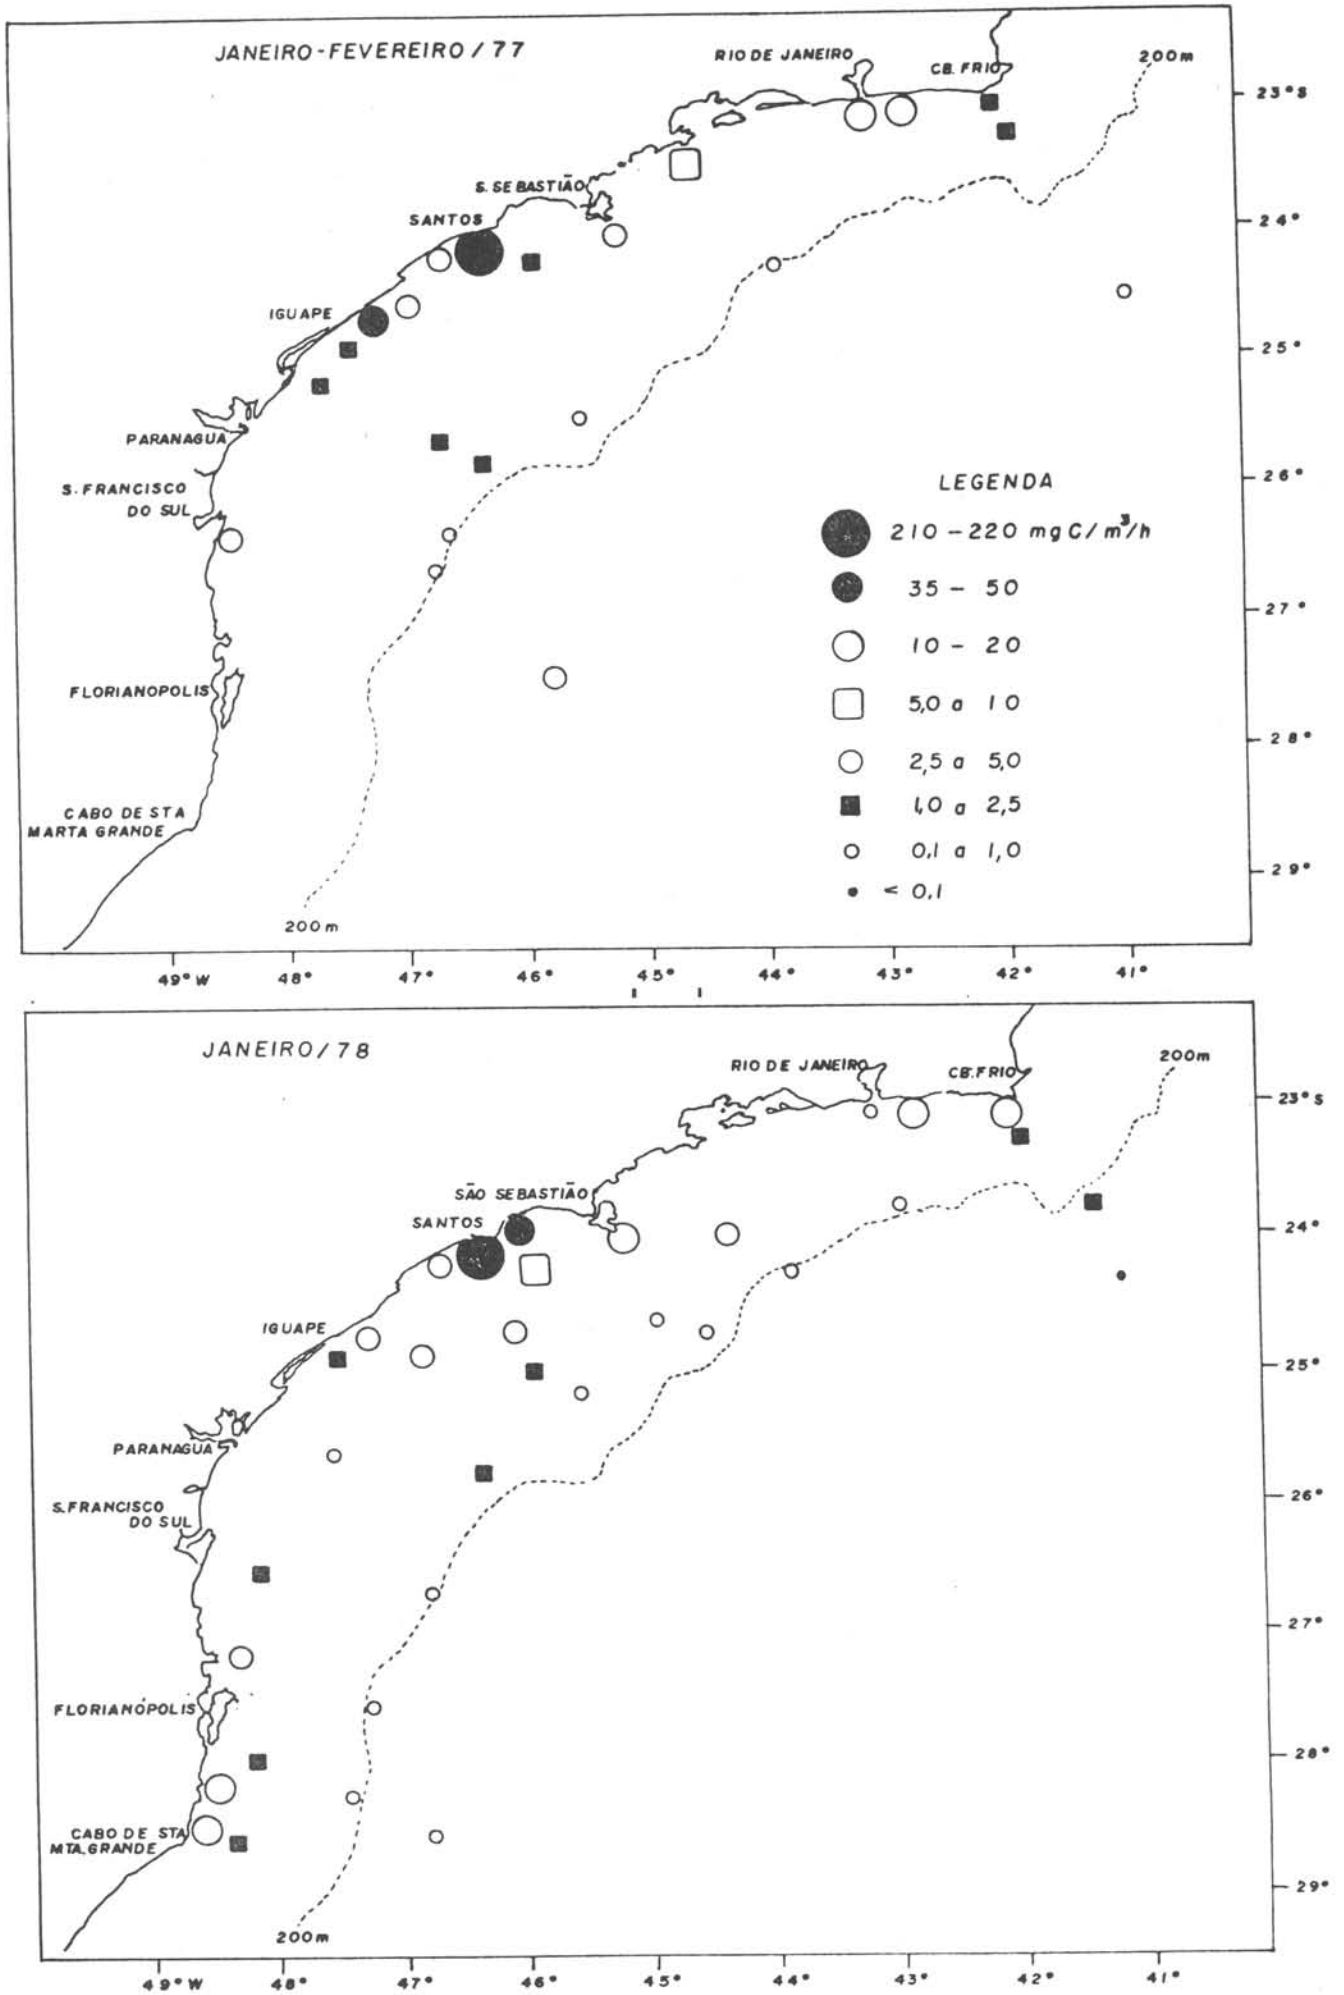 JANEIRO - FEVEREIRO / 77
RIO DE JANEIRO
CB. FRIO
200m
23°S
S. SEBASTIÃO
SANTOS
24°
IGUAPE
25°
PARANAGUA
26°
S. FRANCISCO
DO SUL
LEGENDA
210 – 220 mg C/m³/h
35 – 50
27°
10 – 20
FLORIANOPOLIS
5,0 a 10
28°
2,5 a 5,0
CABO DE STA
MARTA GRANDE
1,0 a 2,5
0,1 a 1,0
29°
< 0,1
200m
49°W 48° 47° 46° 45° 44° 43° 42° 41°
JANEIRO / 78
RIO DE JANEIRO
CB. FRIO
200m
23°S
SÃO SEBASTIÃO
SANTOS
24°
IGUAPE
25°
PARANAGUA
26°
S. FRANCISCO
DO SUL
27°
FLORIANÓPOLIS
28°
CABO DE STA
MTA. GRANDE
29°
200m
49°W 48° 47° 46° 45° 44° 43° 42° 41°